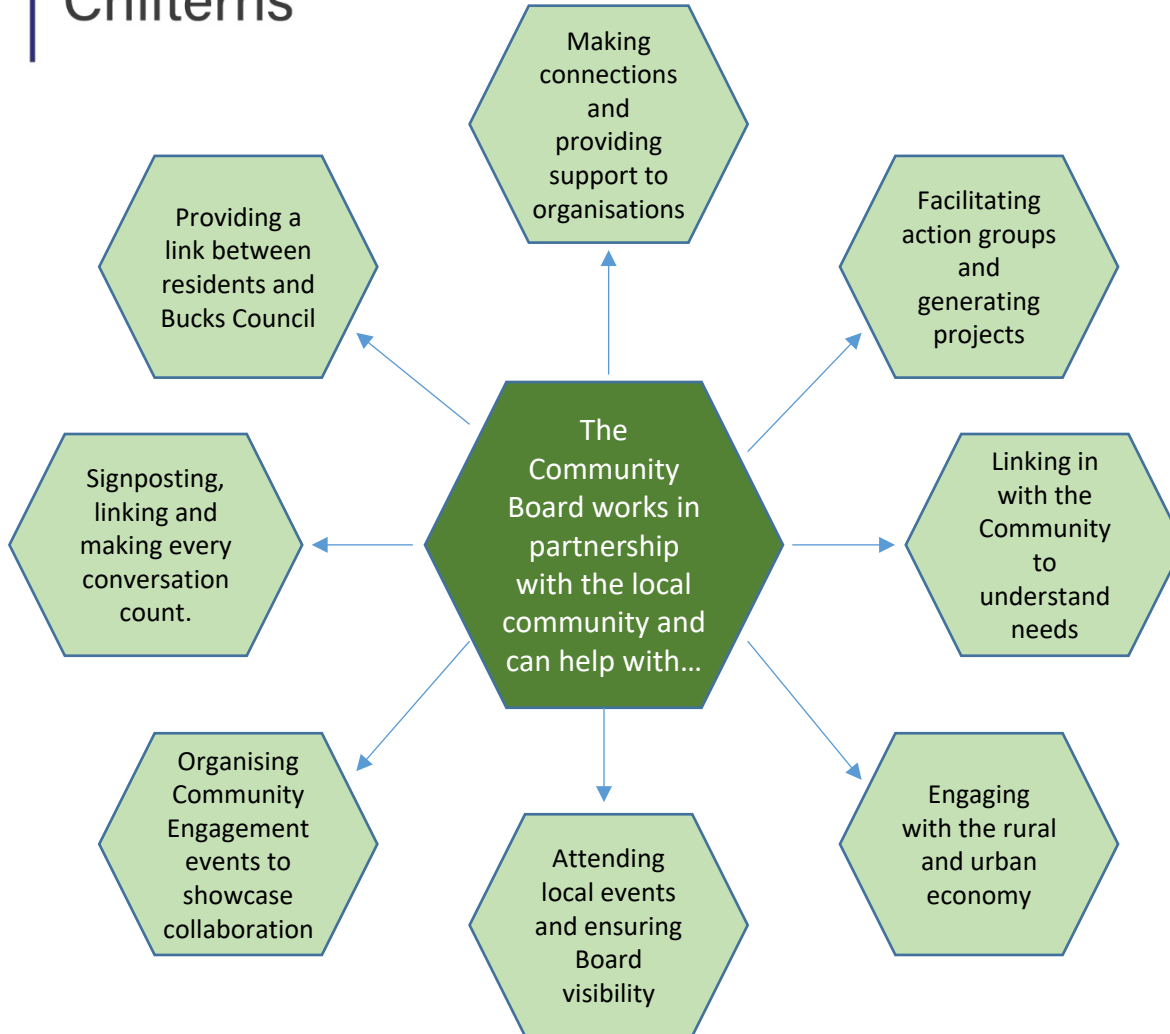 Chilterns
Making
connections
and
providing
support to
organisations
Providing a
link between
residents and
Bucks Council
Facilitating
action groups
and
generating
projects
Signposting,
linking and
making every
conversation
count.
The
Community
Board works in
partnership
with the local
community and
can help with…
Linking in
with the
Community
to
understand
needs
Organising
Community
Engagement
events to
showcase
collaboration
Attending
local events
and ensuring
Board
visibility
Engaging
with the rural
and urban
economy